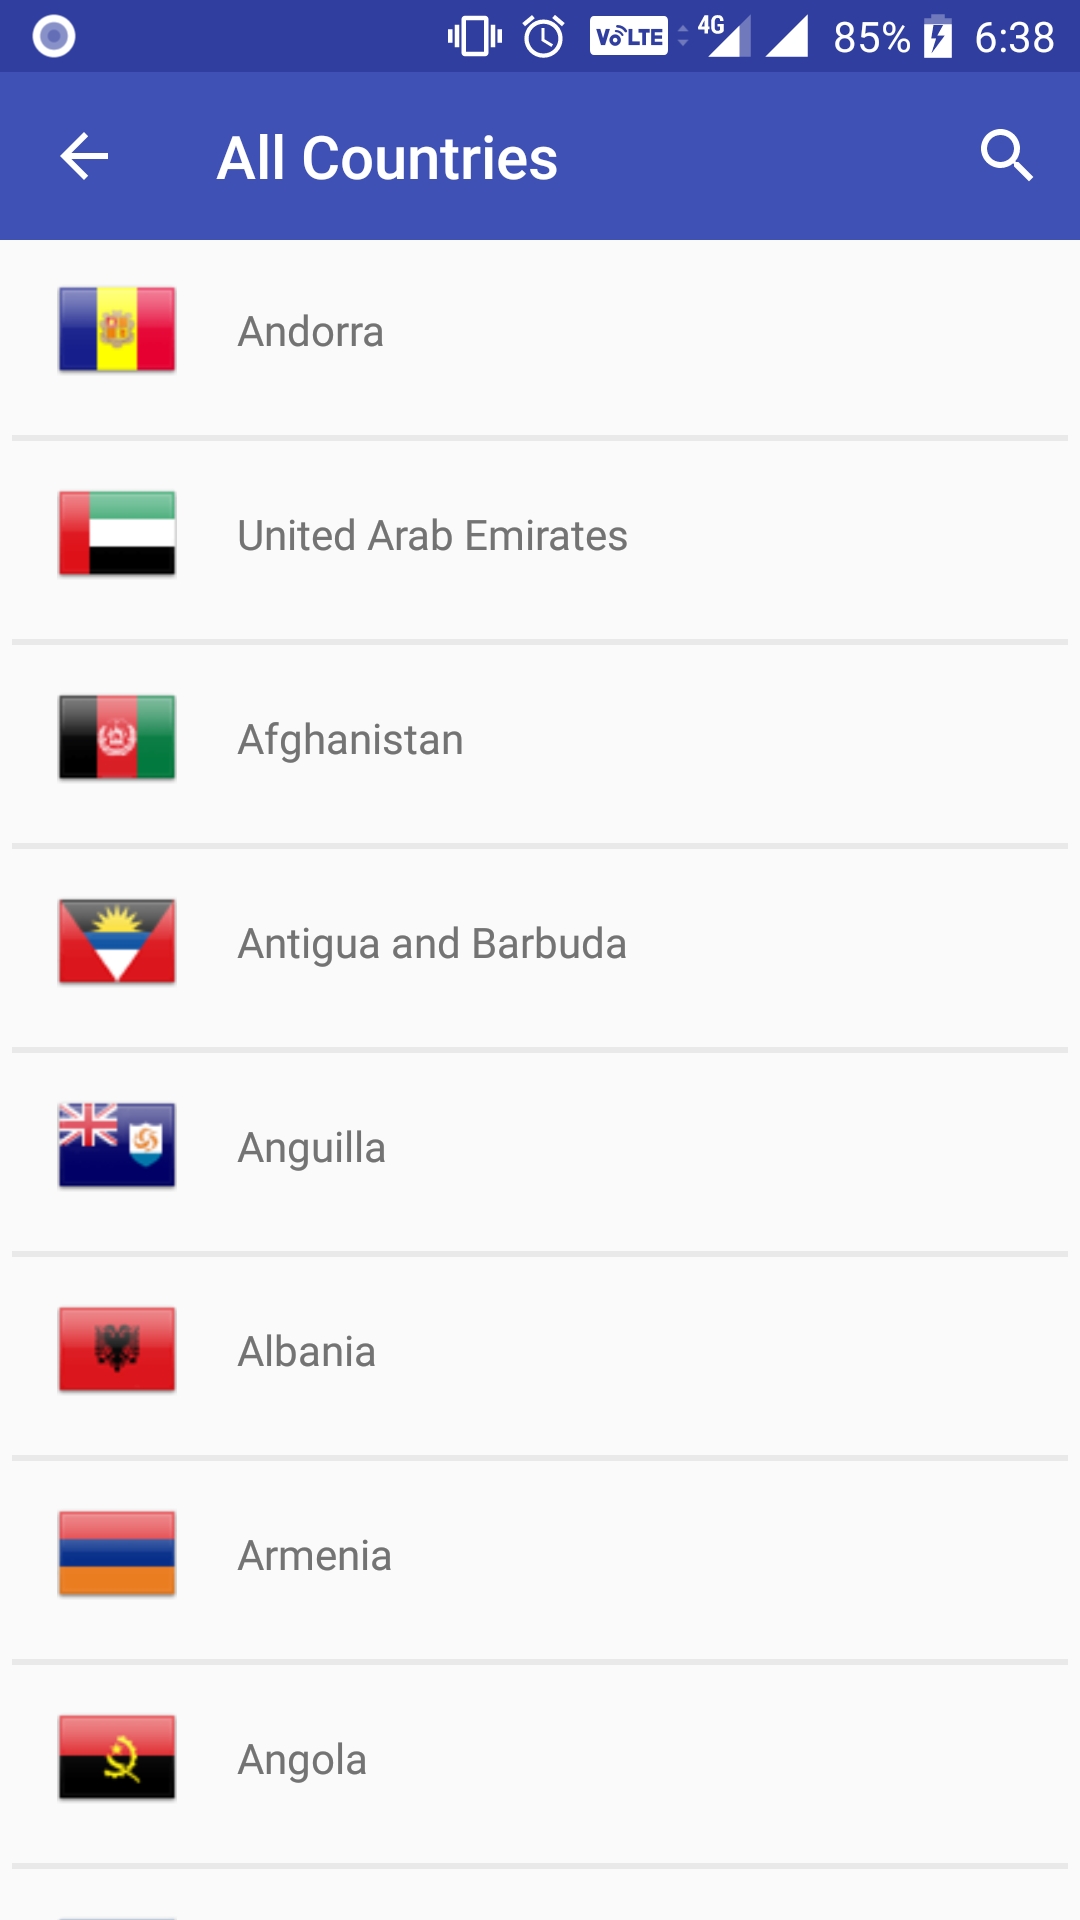 VoLTE 4G 85% 6:38
All Countries
Andorra
United Arab Emirates
Afghanistan
Antigua and Barbuda
Anguilla
Albania
Armenia
Angola